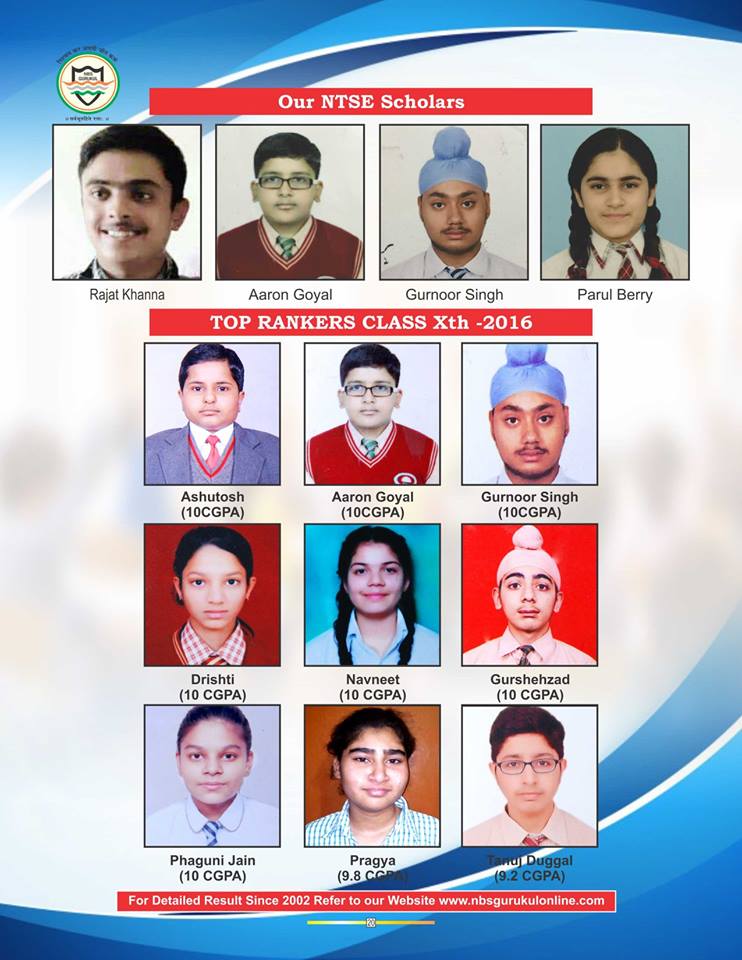 NBS
GURUKUL
Our NTSE Scholars
Rajat Khanna Aaron Goyal Gurnoor Singh Parul Berry
TOP RANKERS CLASS Xth -2016
Ashutosh Aaron Goyal Gurnoor Singh
(10CGPA) (10CGPA) (10CGPA)
Drishti Navneet Gurshehzad
(10 CGPA) (10 CGPA) (10 CGPA)
Phaguni Jain Pragya Tanuj Duggal
(10 CGPA) (9.8 CGPA) (9.2 CGPA)
For Detailed Result Since 2002 Refer to our Website www.nbsgurukulonline.com
20